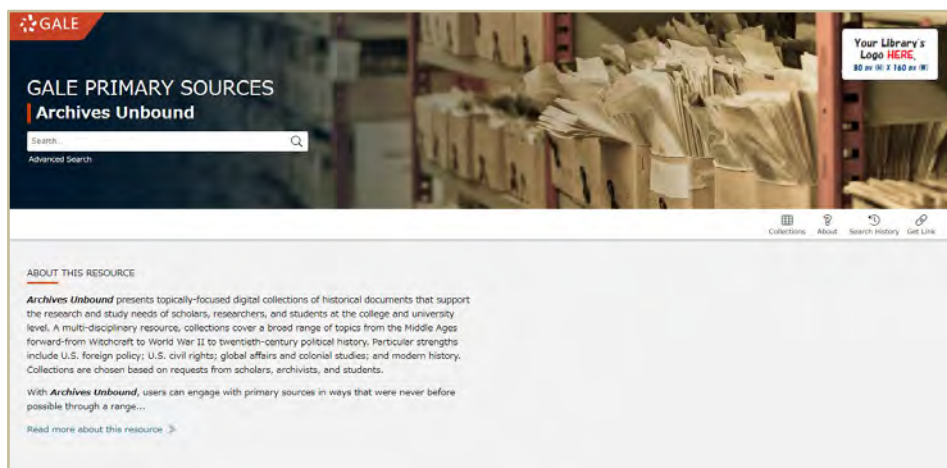 GALE
Your Library's
Logo HERE.
80 px (H) X 160 px (W)
GALE PRIMARY SOURCES
Archives Unbound
Search...
Advanced Search
Collections About Search History Get Link
ABOUT THIS RESOURCE
Archives Unbound presents topically-focused digital collections of historical documents that support
the research and study needs of scholars, researchers, and students at the college and university
level. A multi-disciplinary resource, collections cover a broad range of topics from the Middle Ages
forward-from Witchcraft to World War II to twentieth-century political history. Particular strengths
include U.S. foreign policy; U.S. civil rights; global affairs and colonial studies; and modern history.
Collections are chosen based on requests from scholars, archivists, and students.
With Archives Unbound, users can engage with primary sources in ways that were never before
possible through a range...
Read more about this resource >